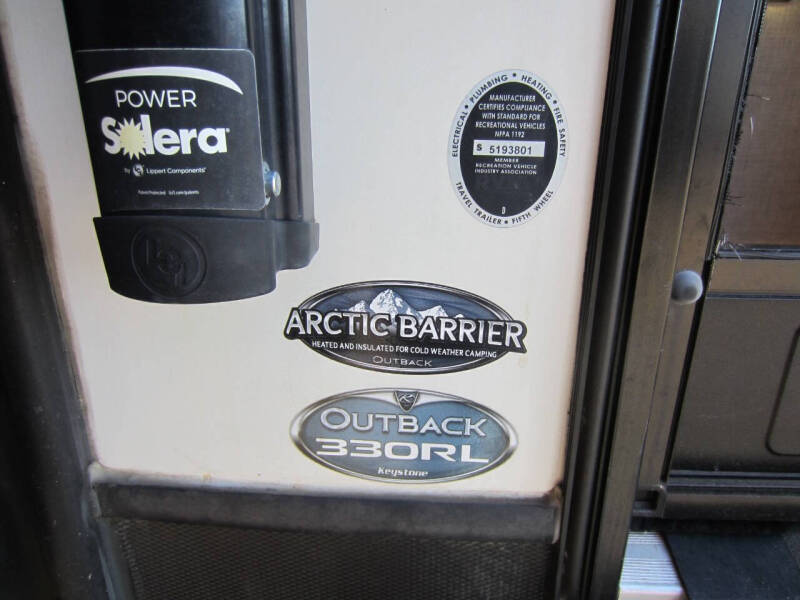 POWER
Solera
by Lippert Components
ELECTRICAL • PLUMBING • HEATING • FIRE SAFETY
MANUFACTURER
CERTIFIES COMPLIANCE
WITH STANDARD FOR
RECREATIONAL VEHICLES
NFPA 1192
S 5193801
MEMBER
RECREATION VEHICLE
INDUSTRY ASSOCIATION
D
TRAVEL TRAILER • FIFTH WHEEL
ARCTIC BARRIER
HEATED AND INSULATED FOR COLD WEATHER CAMPING
OUTBACK
OUTBACK
330RL
Keystone